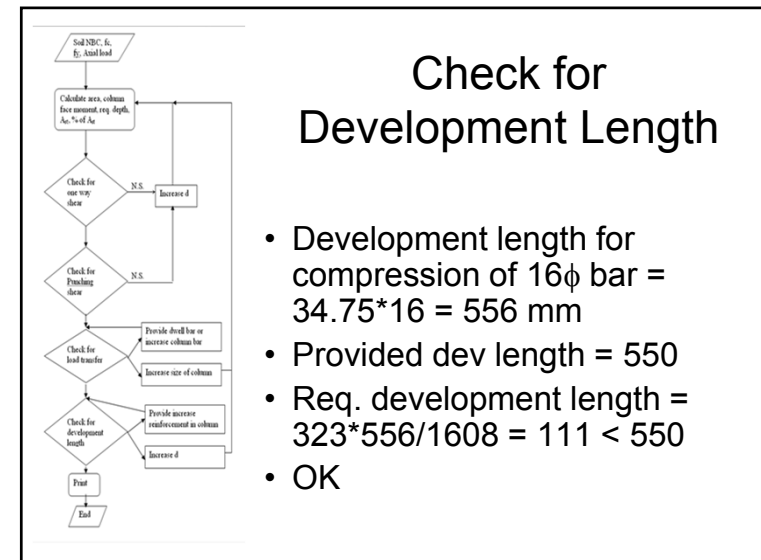 Soil NBC, fc,
fy, Axial load
Calculate area, column
face moment, req. depth,
Ast, % of Ast
Check for
one way
shear
N.S.
Increase d
Check for
Punching
shear
N.S.
Check for
load transfer
Provide dwell bar or
increase column bar
Increase size of column
Check for
development
length
Provide increase
reinforcement in column
Increase d
Print
End
Check for
Development Length
• Development length for
compression of 16ϕ bar =
34.75*16 = 556 mm
• Provided dev length = 550
• Req. development length =
323*556/1608 = 111 < 550
• OK